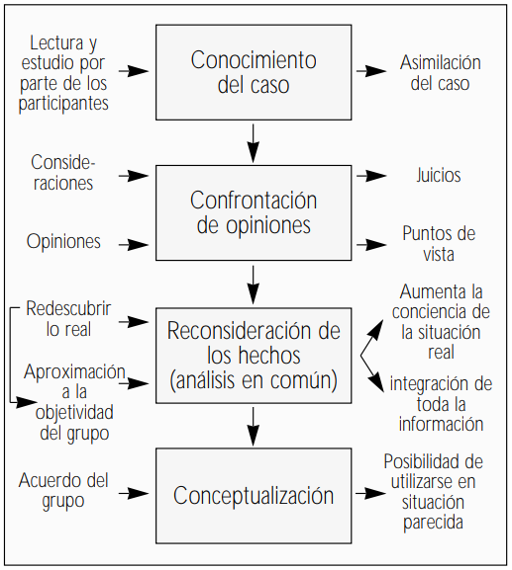 Lectura y
estudio por
parte de los
participantes
Conocimiento
del caso
Asimilación
del caso
Conside-
raciones
Opiniones
Confrontación
de opiniones
Juicios
Puntos de
vista
Redescubrir
lo real
Aproximación
a la
objetividad
del grupo
Reconsideración de
los hechos
(análisis en común)
Aumenta la
conciencia de
la situación
real
integración de
toda la
información
Acuerdo del
grupo
Conceptualización
Posibilidad de
utilizarse en
situación
parecida